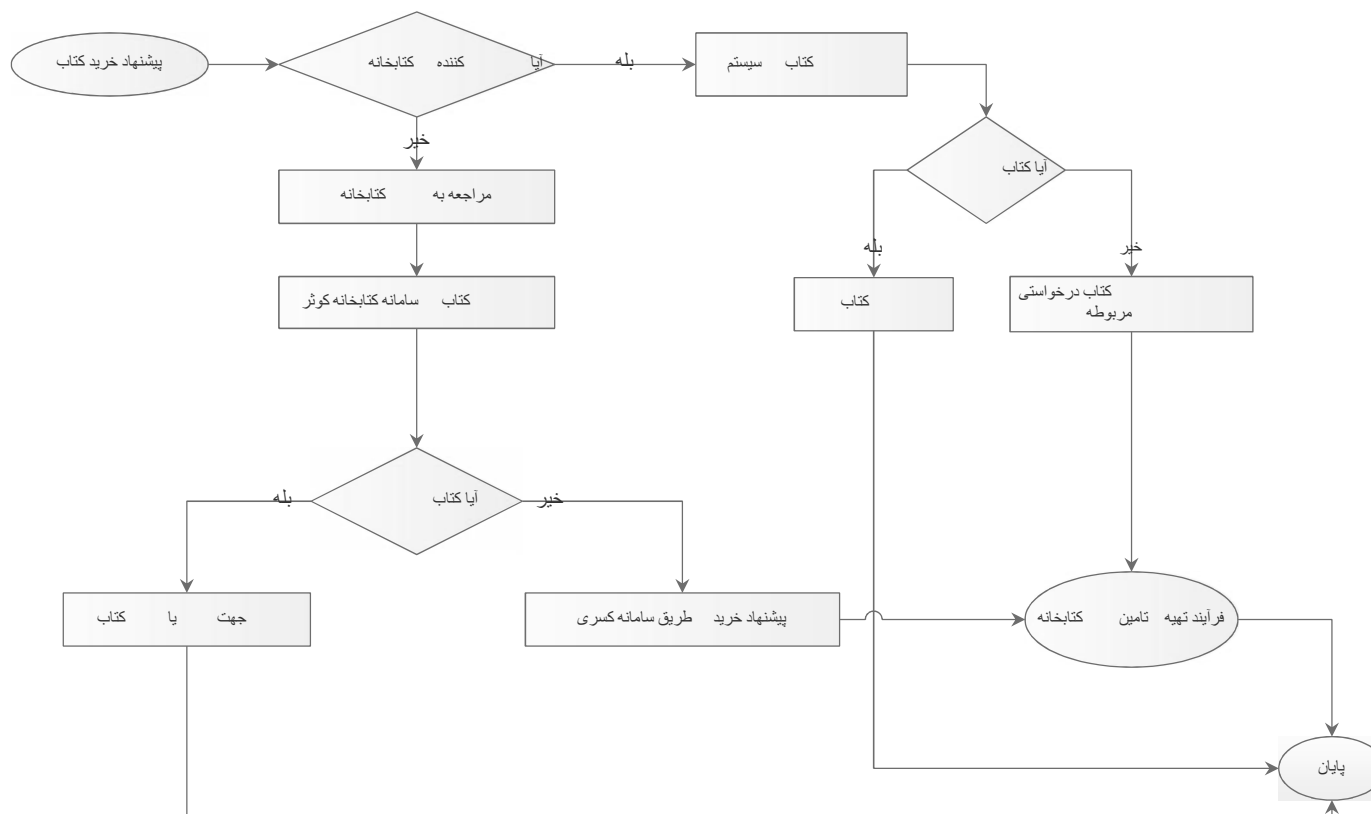 پیشنهاد خرید کتاب
آیا کننده کتابخانه
بله
کتاب سیستم
خیر
آیا کتاب
مراجعه به کتابخانه
بله
خیر
کتاب سامانه کتابخانه کوثر
کتاب
کتاب درخواستی
مربوطه
آیا کتاب
بله
خیر
جهت یا کتاب
پیشنهاد خرید طریق سامانه کسری
فرآیند تهیه تامین کتابخانه
پایان